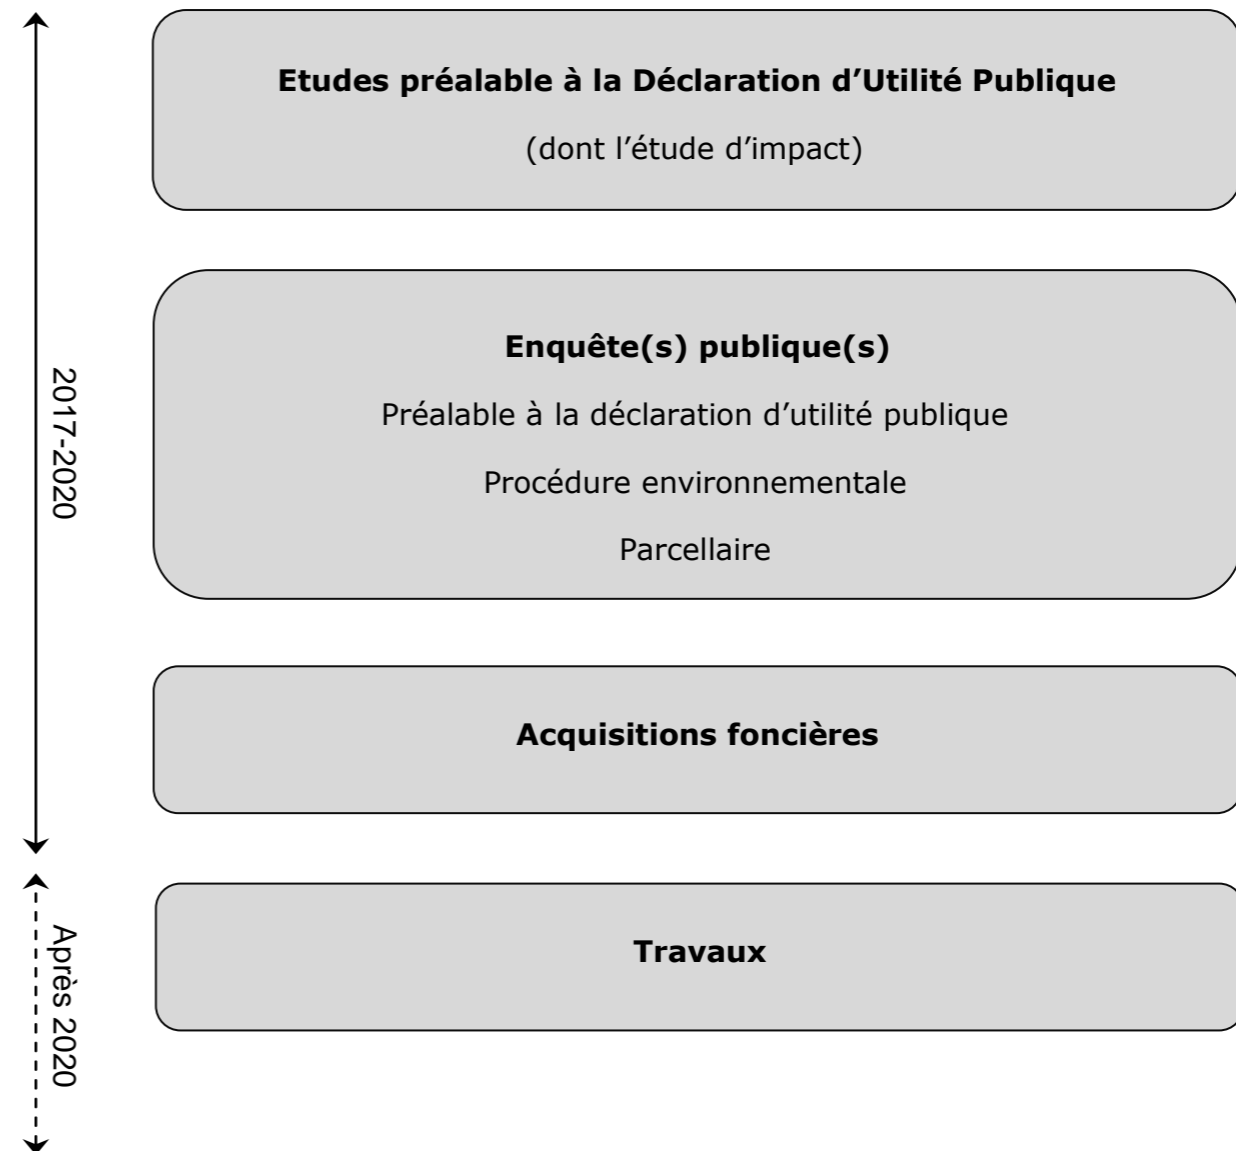 Etudes préalable à la Déclaration d’Utilité Publique
(dont l’étude d’impact)
Enquête(s) publique(s)
Préalable à la déclaration d’utilité publique
Procédure environnementale
Parcellaire
Acquisitions foncières
2017-2020
Travaux
Après 2020